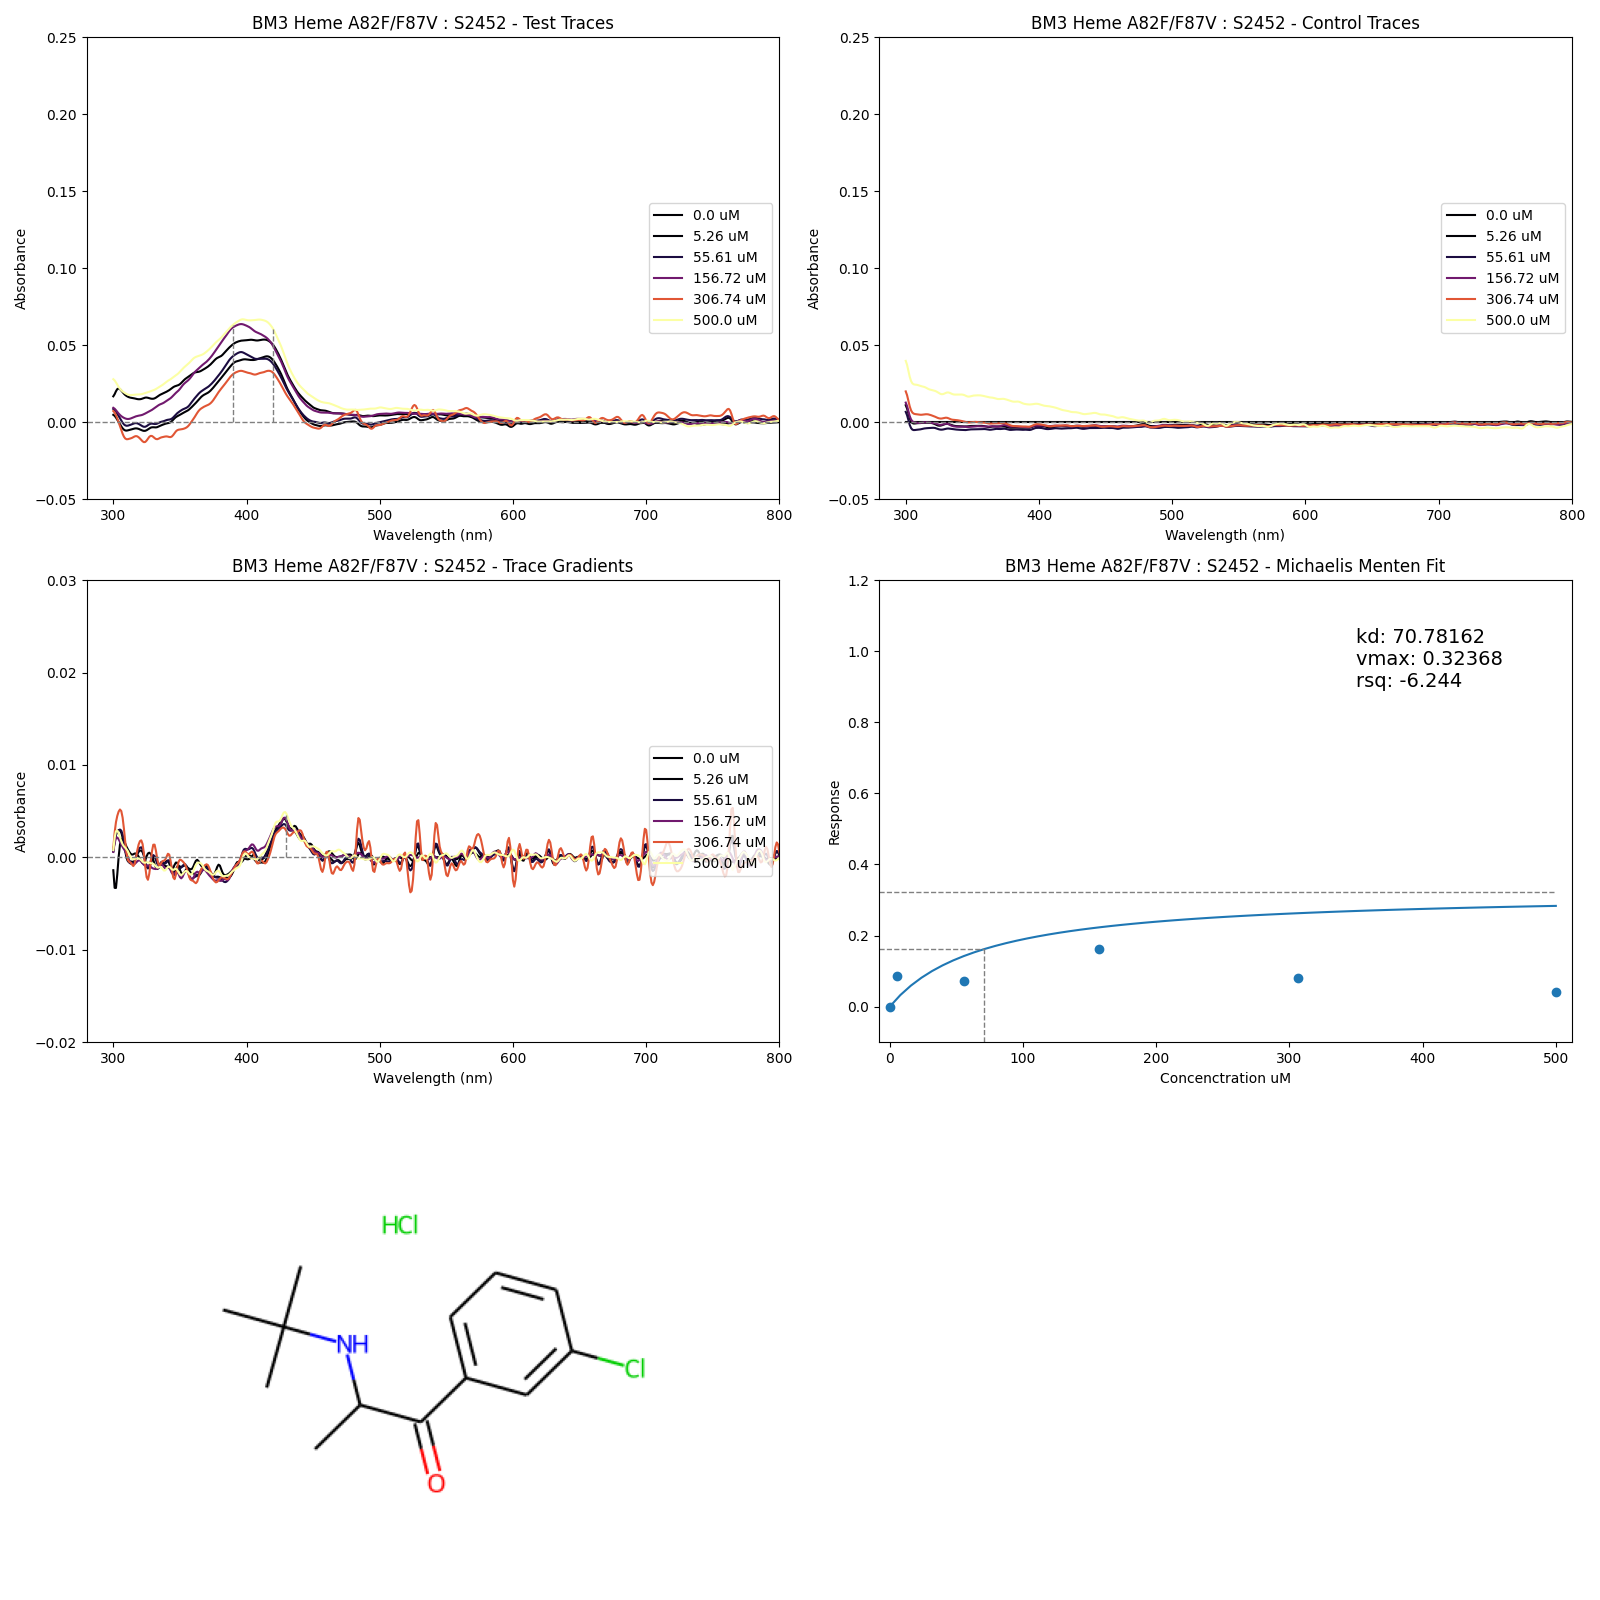 BM3 Heme A82F/F87V : S2452 - Test Traces
0.25
0.20
0.15
0.10
0.05
0.00
−0.05
Absorbance
300 400 500 600 700 800
Wavelength (nm)
0.0 uM
5.26 uM
55.61 uM
156.72 uM
306.74 uM
500.0 uM
BM3 Heme A82F/F87V : S2452 - Control Traces
0.25
0.20
0.15
0.10
0.05
0.00
−0.05
Absorbance
300 400 500 600 700 800
Wavelength (nm)
0.0 uM
5.26 uM
55.61 uM
156.72 uM
306.74 uM
500.0 uM
BM3 Heme A82F/F87V : S2452 - Trace Gradients
0.03
0.02
0.01
0.00
−0.01
−0.02
Absorbance
300 400 500 600 700 800
Wavelength (nm)
0.0 uM
5.26 uM
55.61 uM
156.72 uM
306.74 uM
500.0 uM
BM3 Heme A82F/F87V : S2452 - Michaelis Menten Fit
1.2
1.0
0.8
0.6
0.4
0.2
0.0
Response
0 100 200 300 400 500
Concenctration uM
kd: 70.78162
vmax: 0.32368
rsq: -6.244
HCl
NH
Cl
O